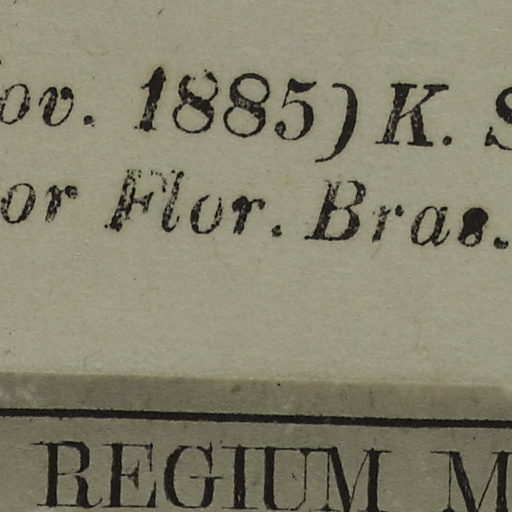 ov. 1885) K. S
or Flor. Bras.
REGIUM M